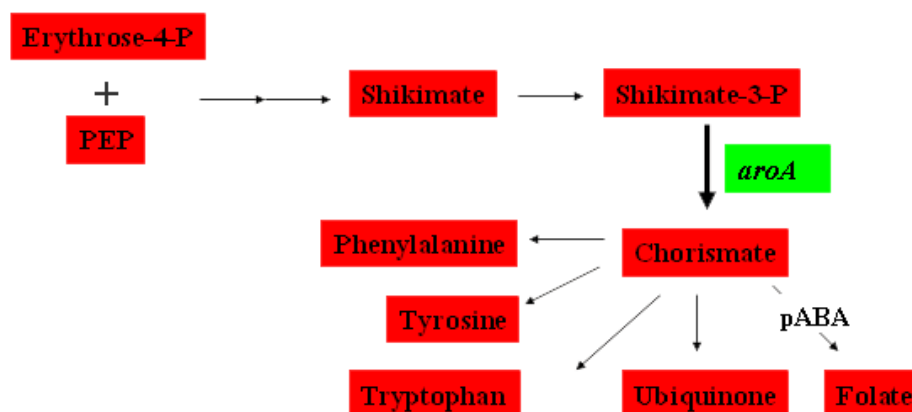 Erythrose-4-P
+
PEP
Shikimate
Shikimate-3-P
aroA
Phenylalanine
Chorismate
Tyrosine
pABA
Tryptophan
Ubiquinone
Folate